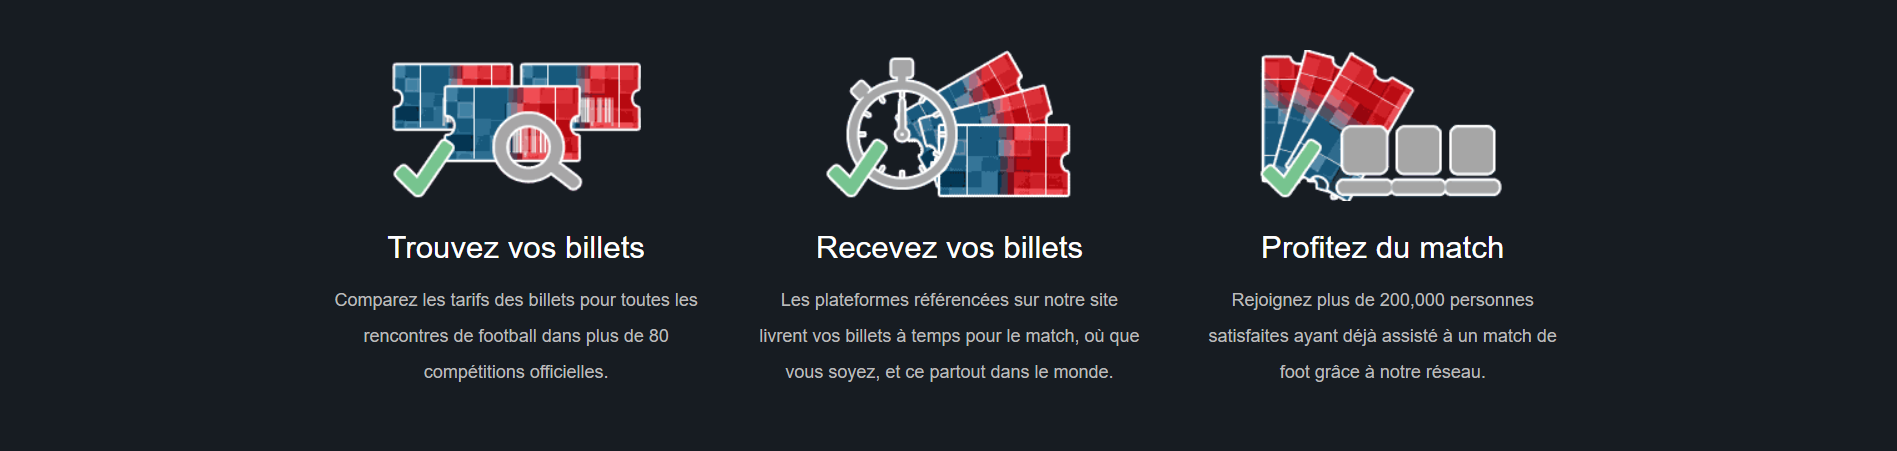 Trouvez vos billets
Comparez les tarifs des billets pour toutes les
rencontres de football dans plus de 80
compétitions officielles.
Recevez vos billets
Les plateformes référencées sur notre site
livrent vos billets à temps pour le match, où que
vous soyez, et ce partout dans le monde.
Profitez du match
Rejoignez plus de 200,000 personnes
satisfaites ayant déjà assisté à un match de
foot grâce à notre réseau.